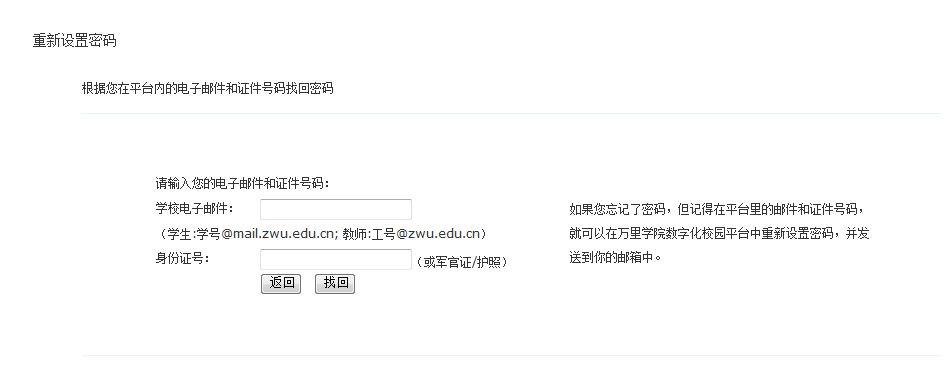 重新设置密码
根据您在平台内的电子邮件和证件号码找回密码
请输入您的电子邮件和证件号码：
学校电子邮件：
（学生:学号@mail.zwu.edu.cn; 教师:工号@zwu.edu.cn）
身份证号：
（或军官证/护照）
返回 找回
如果您忘记了密码，但记得在平台里的邮件和证件号码，
就可以在万里学院数字化校园平台中重新设置密码，并发
送到你的邮箱中。